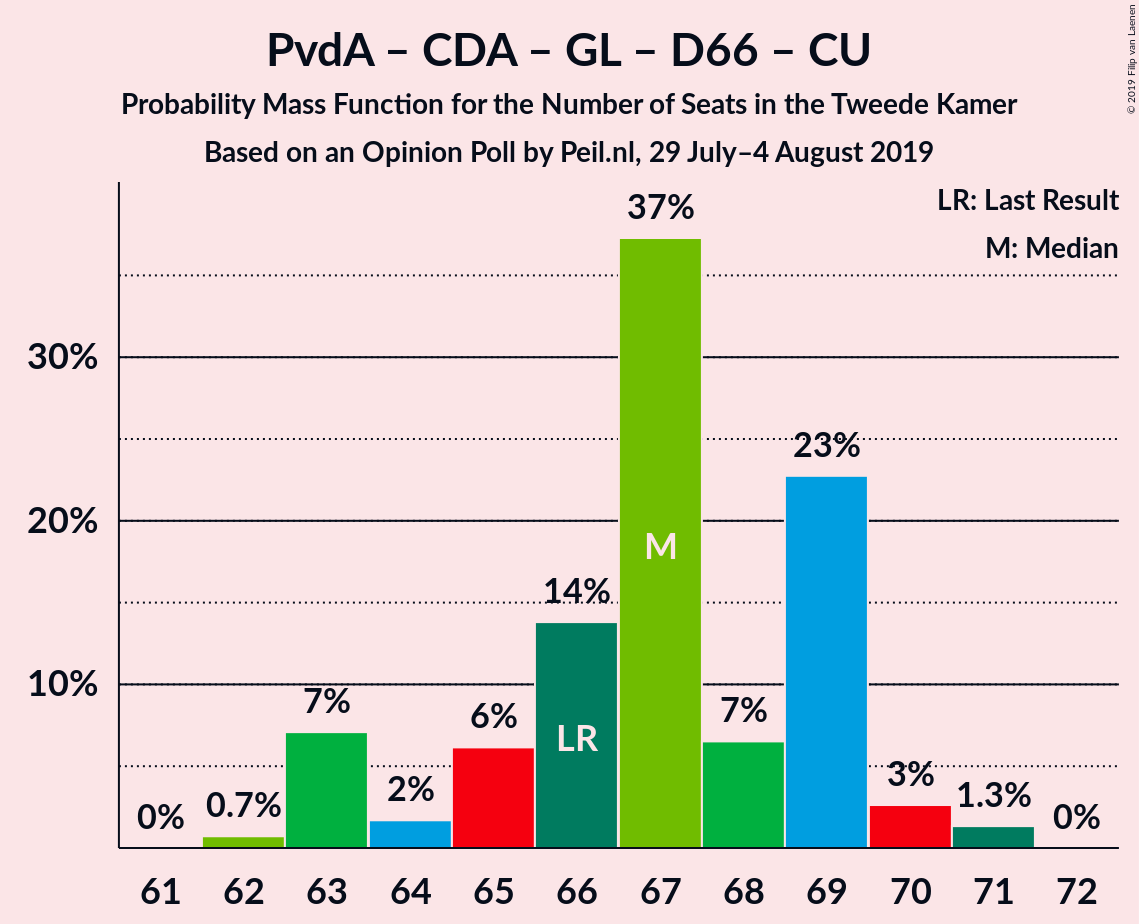 PvdA – CDA – GL – D66 – CU
Probability Mass Function for the Number of Seats in the Tweede Kamer
Based on an Opinion Poll by Peil.nl, 29 July–4 August 2019
© 2019 Filip van Laenen
LR: Last Result
M: Median
30%
20%
10%
0%
0.7%
7%
2%
6%
14%
37%
7%
23%
3%
1.3%
0%
LR
M
61 62 63 64 65 66 67 68 69 70 71 72